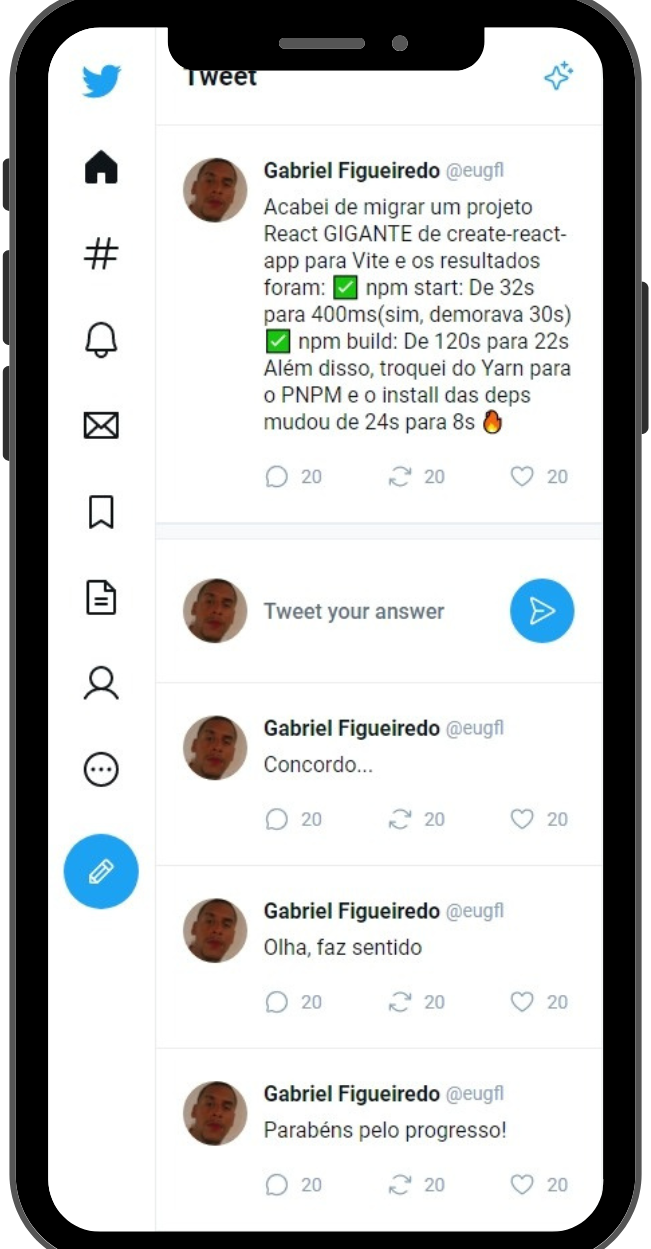 Tweet
Gabriel Figueiredo @eugfl
Acabei de migrar um projeto
React GIGANTE de create-react-
app para Vite e os resultados
foram: ✅ npm start: De 32s
para 400ms(sim, demorava 30s)
✅ npm build: De 120s para 22s
Além disso, troquei do Yarn para
o PNPM e o install das deps
mudou de 24s para 8s 🔥
20 20 20
Tweet your answer
Gabriel Figueiredo @eugfl
Concordo...
20 20 20
Gabriel Figueiredo @eugfl
Olha, faz sentido
20 20 20
Gabriel Figueiredo @eugfl
Parabéns pelo progresso!
20 20 20